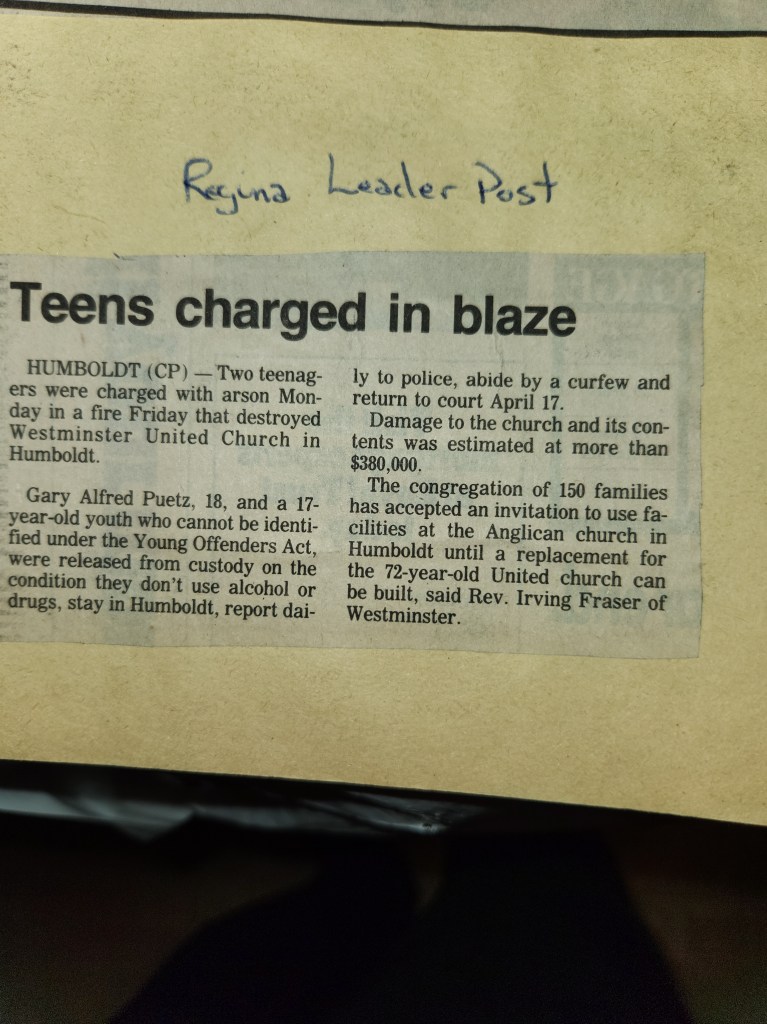 Regina Leader Post
Teens charged in blaze
HUMBOLDT (CP) — Two teenag-
ers were charged with arson Mon-
day in a fire Friday that destroyed
Westminster United Church in
Humboldt.
Gary Alfred Puetz, 18, and a 17-
year-old youth who cannot be identi-
fied under the Young Offenders Act,
were released from custody on the
condition they don't use alcohol or
drugs, stay in Humboldt, report dai-
ly to police, abide by a curfew and
return to court April 17.
Damage to the church and its con-
tents was estimated at more than
$380,000.
The congregation of 150 families
has accepted an invitation to use fa-
cilities at the Anglican church in
Humboldt until a replacement for
the 72-year-old United church can
be built, said Rev. Irving Fraser of
Westminster.